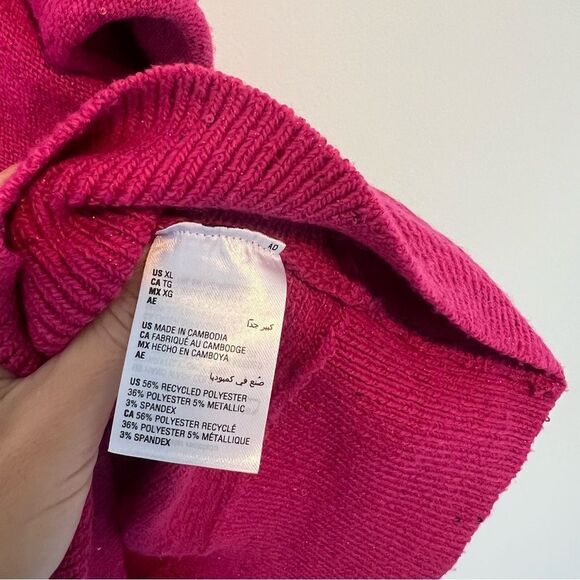 AD
US XL
CA TG
MX XG
AE
كبير جدًا
US MADE IN CAMBODIA
CA FABRIQUÉ AU CAMBODGE
MX HECHO EN CAMBOYA
AE
صُنع في كمبوديا
US 56% RECYCLED POLYESTER
36% POLYESTER 5% METALLIC
3% SPANDEX
CA 56% POLYESTER RECYCLÉ
36% POLYESTER 5% MÉTALLIQUE
3% SPANDEX